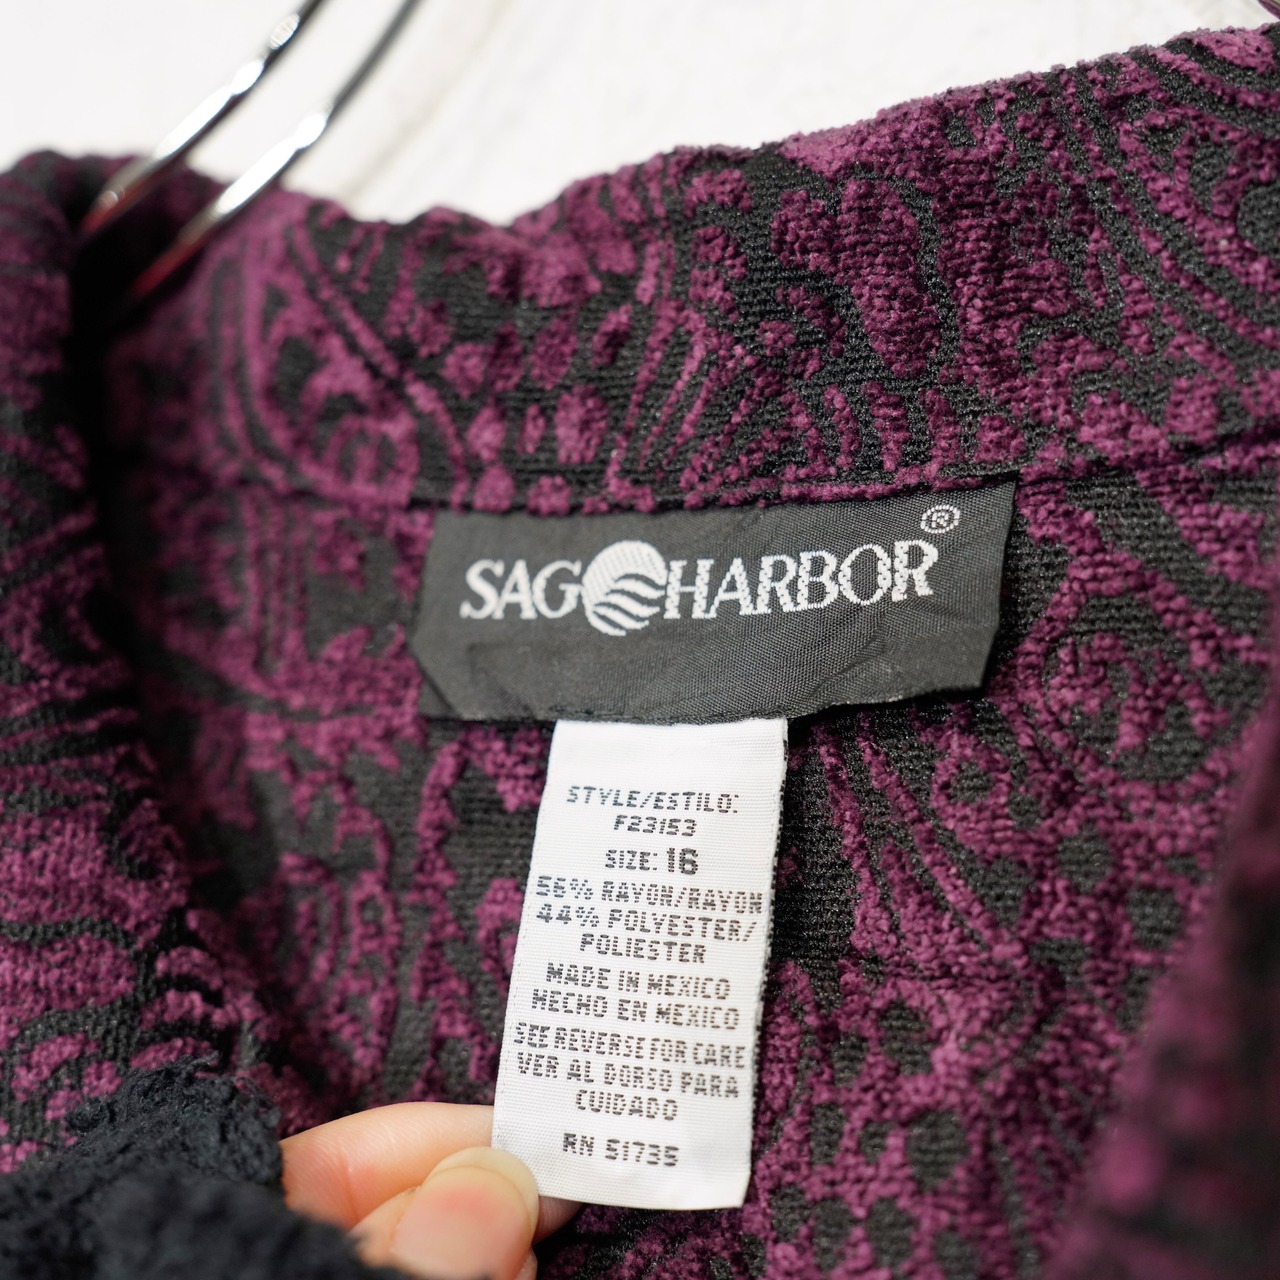 SAG HARBOR®
STYLE/ESTILO:
F23153
SIZE: 16
56% RAYON/RAYON
44% POLYESTER/
POLIESTER
MADE IN MEXICO
HECHO EN MEXICO
SEE REVERSE FOR CARE
VER AL DORSO PARA
CUIDADO
RN 51735